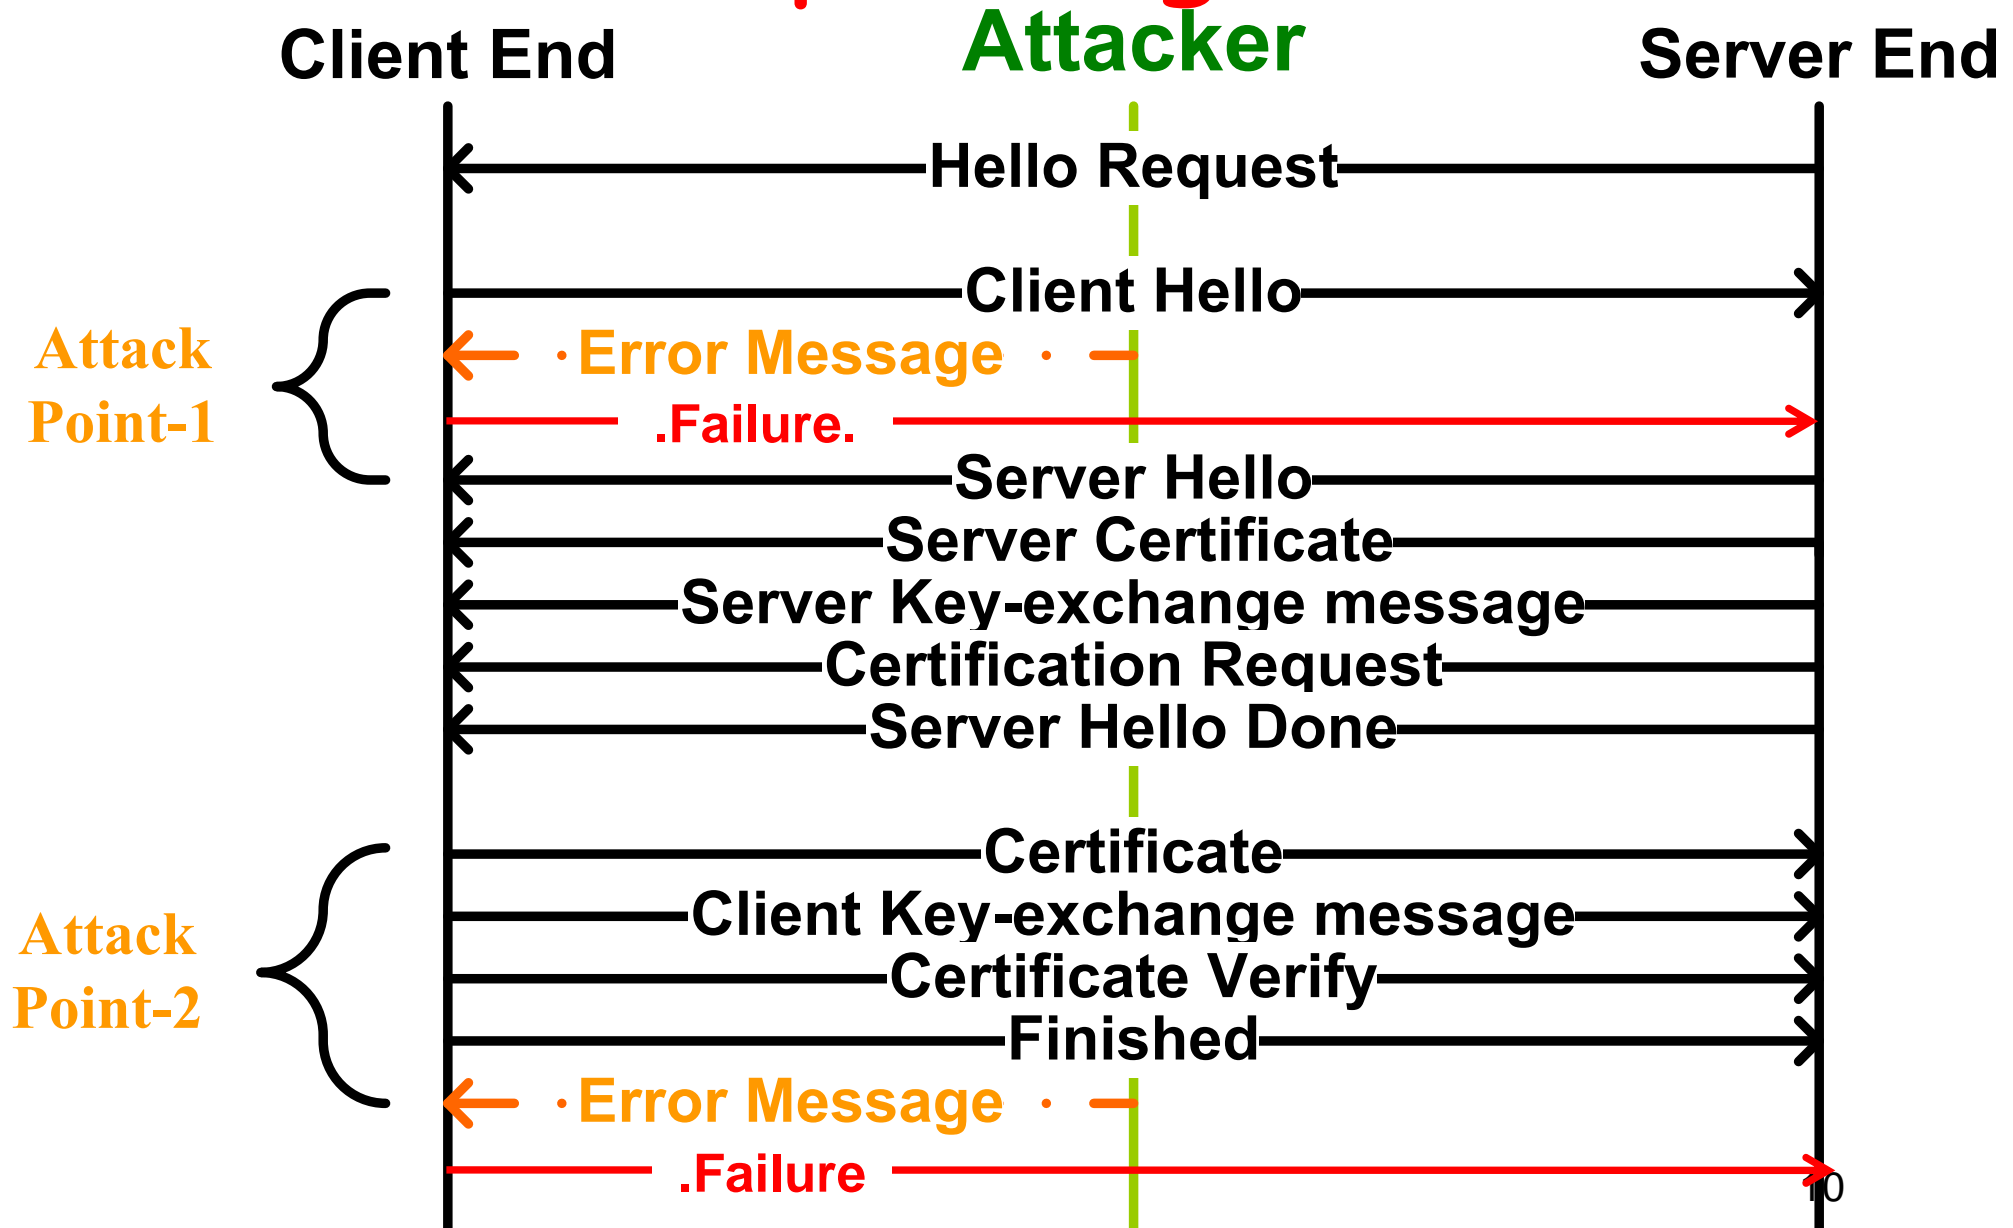 Client End
Attacker
Server End
Hello Request
Client Hello
Error Message
Attack
Point-1
.Failure.
Server Hello
Server Certificate
Server Key-exchange message
Certification Request
Server Hello Done
Certificate
Client Key-exchange message
Attack
Point-2
Certificate Verify
Finished
Error Message
.Failure
10